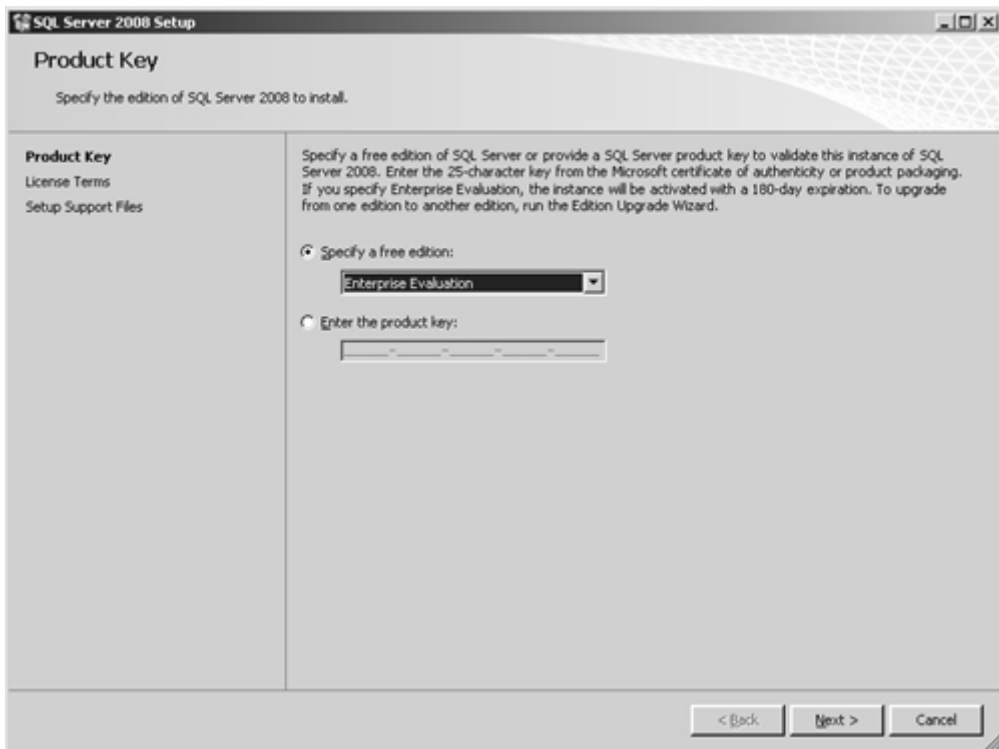 SQL Server 2008 Setup
Product Key
Specify the edition of SQL Server 2008 to install.
Product Key
License Terms
Setup Support Files
Specify a free edition of SQL Server or provide a SQL Server product key to validate this instance of SQL
Server 2008. Enter the 25-character key from the Microsoft certificate of authenticity or product packaging.
If you specify Enterprise Evaluation, the instance will be activated with a 180-day expiration. To upgrade
from one edition to another edition, run the Edition Upgrade Wizard.
Specify a free edition:
Enterprise Evaluation
Enter the product key:
_____-_____-_____-_____-_____
< Back
Next >
Cancel